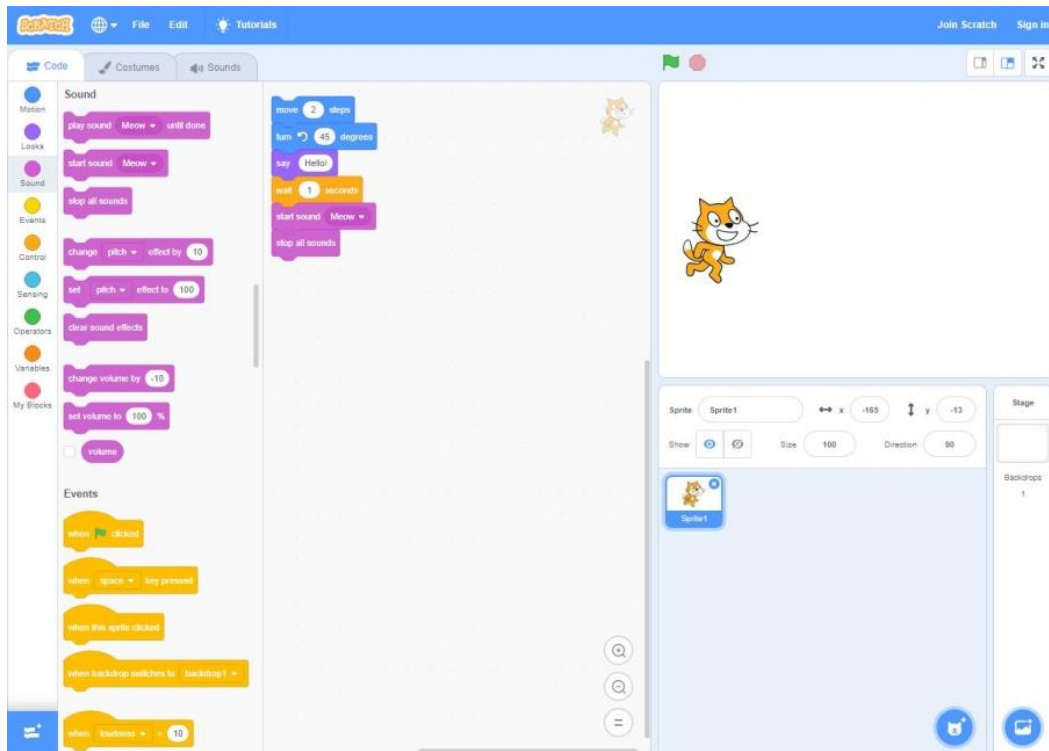 SCRATCH File Edit Tutorials Join Scratch Sign in
Code Costumes Sounds
Motion
Looks
Sound
Events
Control
Sensing
Operators
Variables
My Blocks
Sound
play sound Meow until done
start sound Meow
stop all sounds
change pitch effect by 10
set pitch effect to 100
clear sound effects
change volume by -10
set volume to 100 %
volume
Events
when clicked
when space key pressed
when this sprite clicked
when backdrop switches to backdrop1
when loudness > 10
move 2 steps
turn 45 degrees
say Hello!
wait 1 seconds
start sound Meow
stop all sounds
Sprite Sprite1 x -165 y -13
Show Size 100 Direction 90
Sprite1
Stage
Backdrops
1